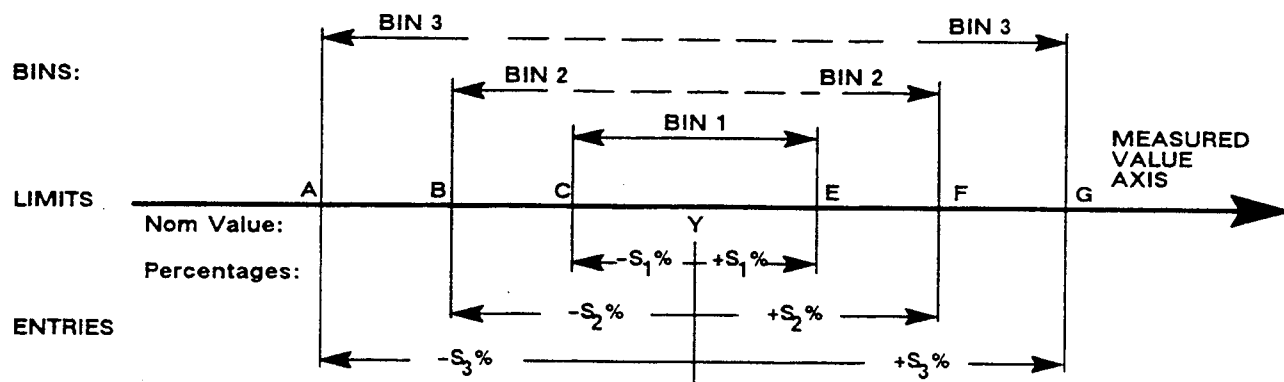 BIN 3 BIN 3
BINS:
BIN 2 BIN 2
BIN 1
MEASURED
VALUE
AXIS
LIMITS A B C E F G
Nom Value: Y
Percentages: -S1% +S1%
ENTRIES -S2% +S2%
-S3% +S3%